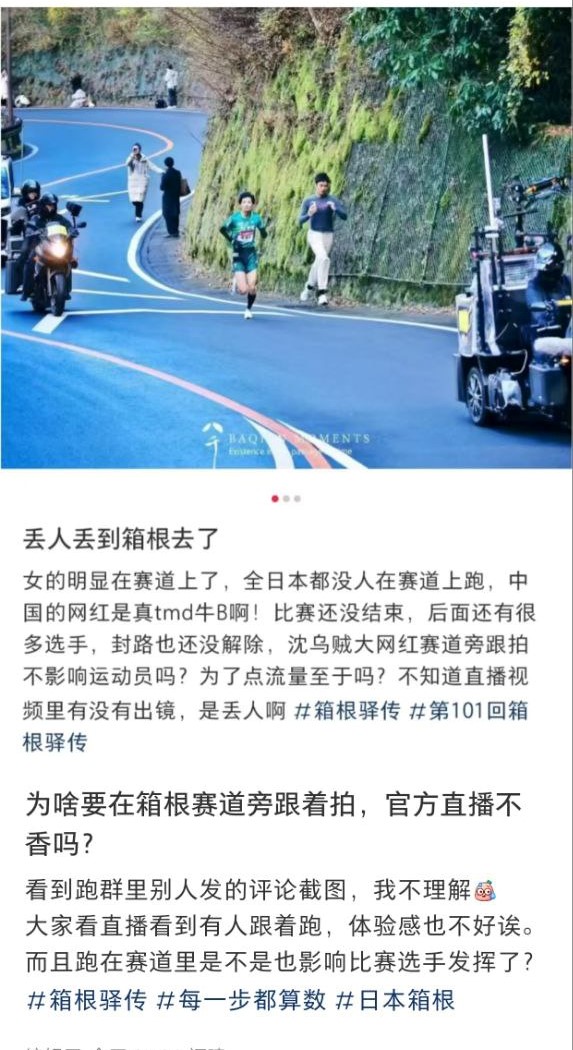 BAQI MOMENTS
Existence
丢人丢到箱根去了
女的明显在赛道上了，全日本都没人在赛道上跑，中
国的网红是真tmd牛B啊！比赛还没结束，后面还有很
多选手，封路也还没解除，沈乌贼大网红赛道旁跟拍
不影响运动员吗？为了点流量至于吗？不知道直播视
频里有没有出镜，是丢人啊 #箱根驿传 #第101回箱
根驿传
为啥要在箱根赛道旁跟着拍，官方直播不
香吗？
看到跑群里别人发的评论截图，我不理解
大家看直播看到有人跟着跑，体验感也不好诶。
而且跑在赛道里是不是也影响比赛选手发挥了？
#箱根驿传 #每一步都算数 #日本箱根